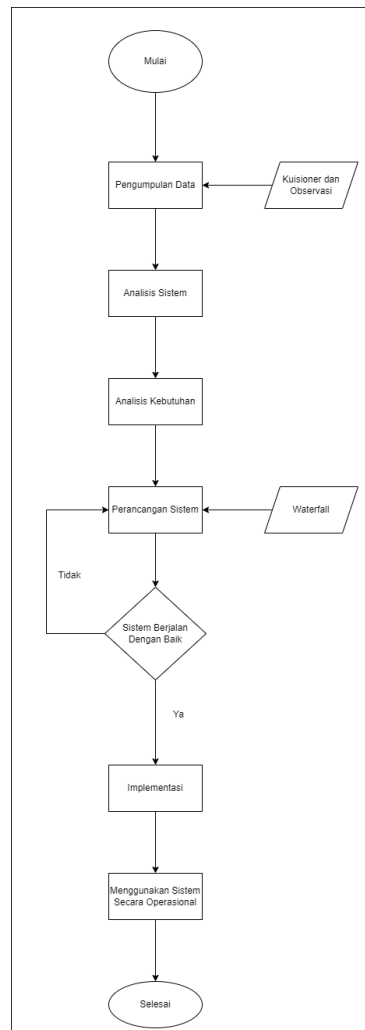 Mulai
Pengumpulan Data
Kuisioner dan
Observasi
Analisis Sistem
Analisis Kebutuhan
Perancangan Sistem
Waterfall
Tidak
Sistem Berjalan
Dengan Baik
Ya
Implementasi
Menggunakan Sistem
Secara Operasional
Selesai